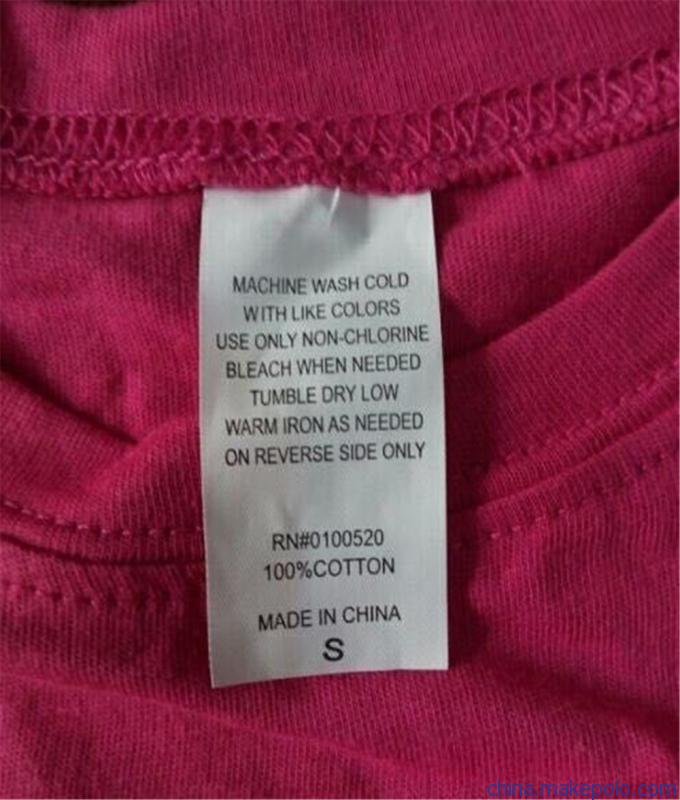 MACHINE WASH COLD
WITH LIKE COLORS
USE ONLY NON-CHLORINE
BLEACH WHEN NEEDED
TUMBLE DRY LOW
WARM IRON AS NEEDED
ON REVERSE SIDE ONLY
RN#0100520
100%COTTON
MADE IN CHINA
S
china.makepolo.com